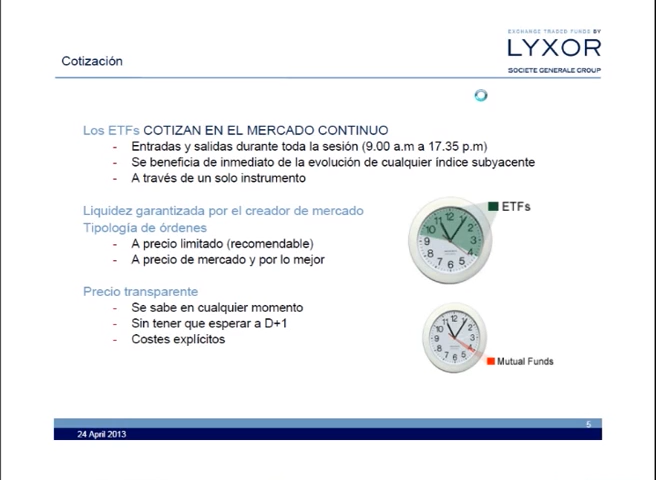 EXCHANGE TRADED FUNDS BY
LYXOR
SOCIETE GENERALE GROUP
Cotización
Los ETFs COTIZAN EN EL MERCADO CONTINUO
- Entradas y salidas durante toda la sesión (9.00 a.m a 17.35 p.m)
- Se beneficia de inmediato de la evolución de cualquier índice subyacente
- A través de un solo instrumento
Liquidez garantizada por el creador de mercado
Tipología de órdenes
- A precio limitado (recomendable)
- A precio de mercado y por lo mejor
Precio transparente
- Se sabe en cualquier momento
- Sin tener que esperar a D+1
- Costes explícitos
ETFs
Mutual Funds
5
24 April 2013